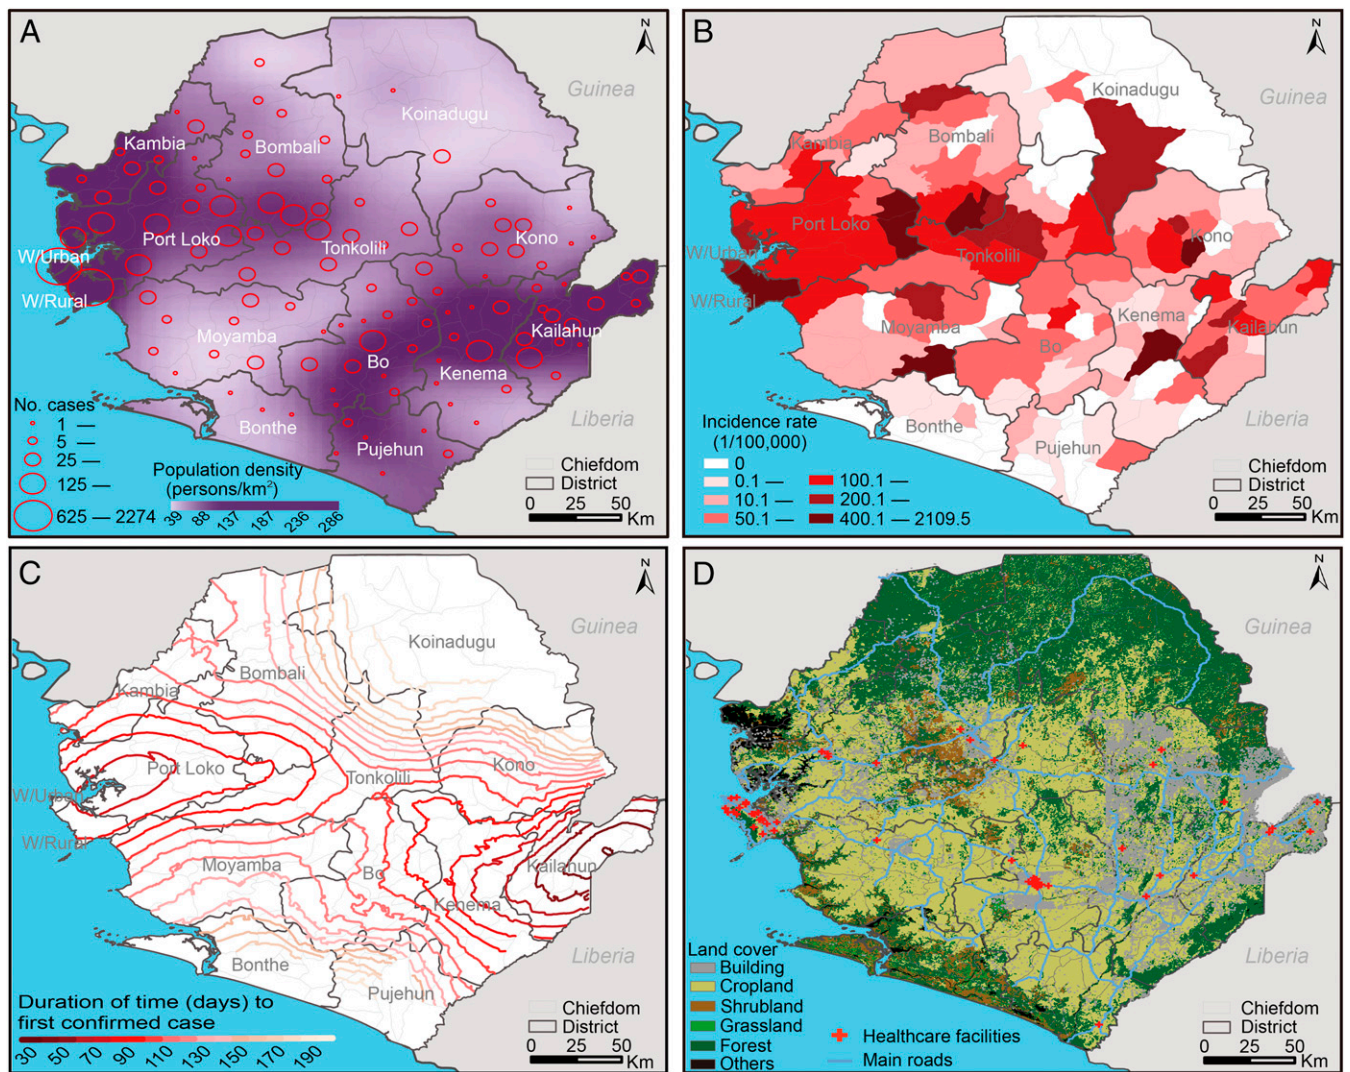 A
N
Guinea
Koinadugu
Kambia
Bombali
Port Loko
Tonkolili
Kono
W/Urban
W/Rural
Moyamba
Kailahun
Bo
Kenema
Bonthe
Pujehun
Liberia
No. cases
1 —
5 —
25 —
125 —
625 — 2274
Population density
(persons/km²)
39 88 137 187 236 286
Chiefdom
District
0 25 50
Km
B
N
Guinea
Koinadugu
Kambia
Bombali
Port Loko
Tonkolili
Kono
W/Urban
W/Rural
Moyamba
Kenema
Kailahun
Bo
Bonthe
Pujehun
Liberia
Incidence rate
(1/100,000)
0
0.1 —
10.1 —
50.1 —
100.1 —
200.1 —
400.1 — 2109.5
Chiefdom
District
0 25 50
Km
C
N
Guinea
Koinadugu
Bombali
Kambia
Port Loko
Tonkolili
Kono
W/Urban
W/Rural
Moyamba
Bo
Kailahun
Kenema
Bonthe
Pujehun
Liberia
Duration of time (days) to
first confirmed case
30 50 70 90 110 130 150 170 190
Chiefdom
District
0 25 50
Km
D
N
Guinea
Liberia
Land cover
Building
Cropland
Shrubland
Grassland
Forest
Others
Healthcare facilities
Main roads
Chiefdom
District
0 25 50
Km